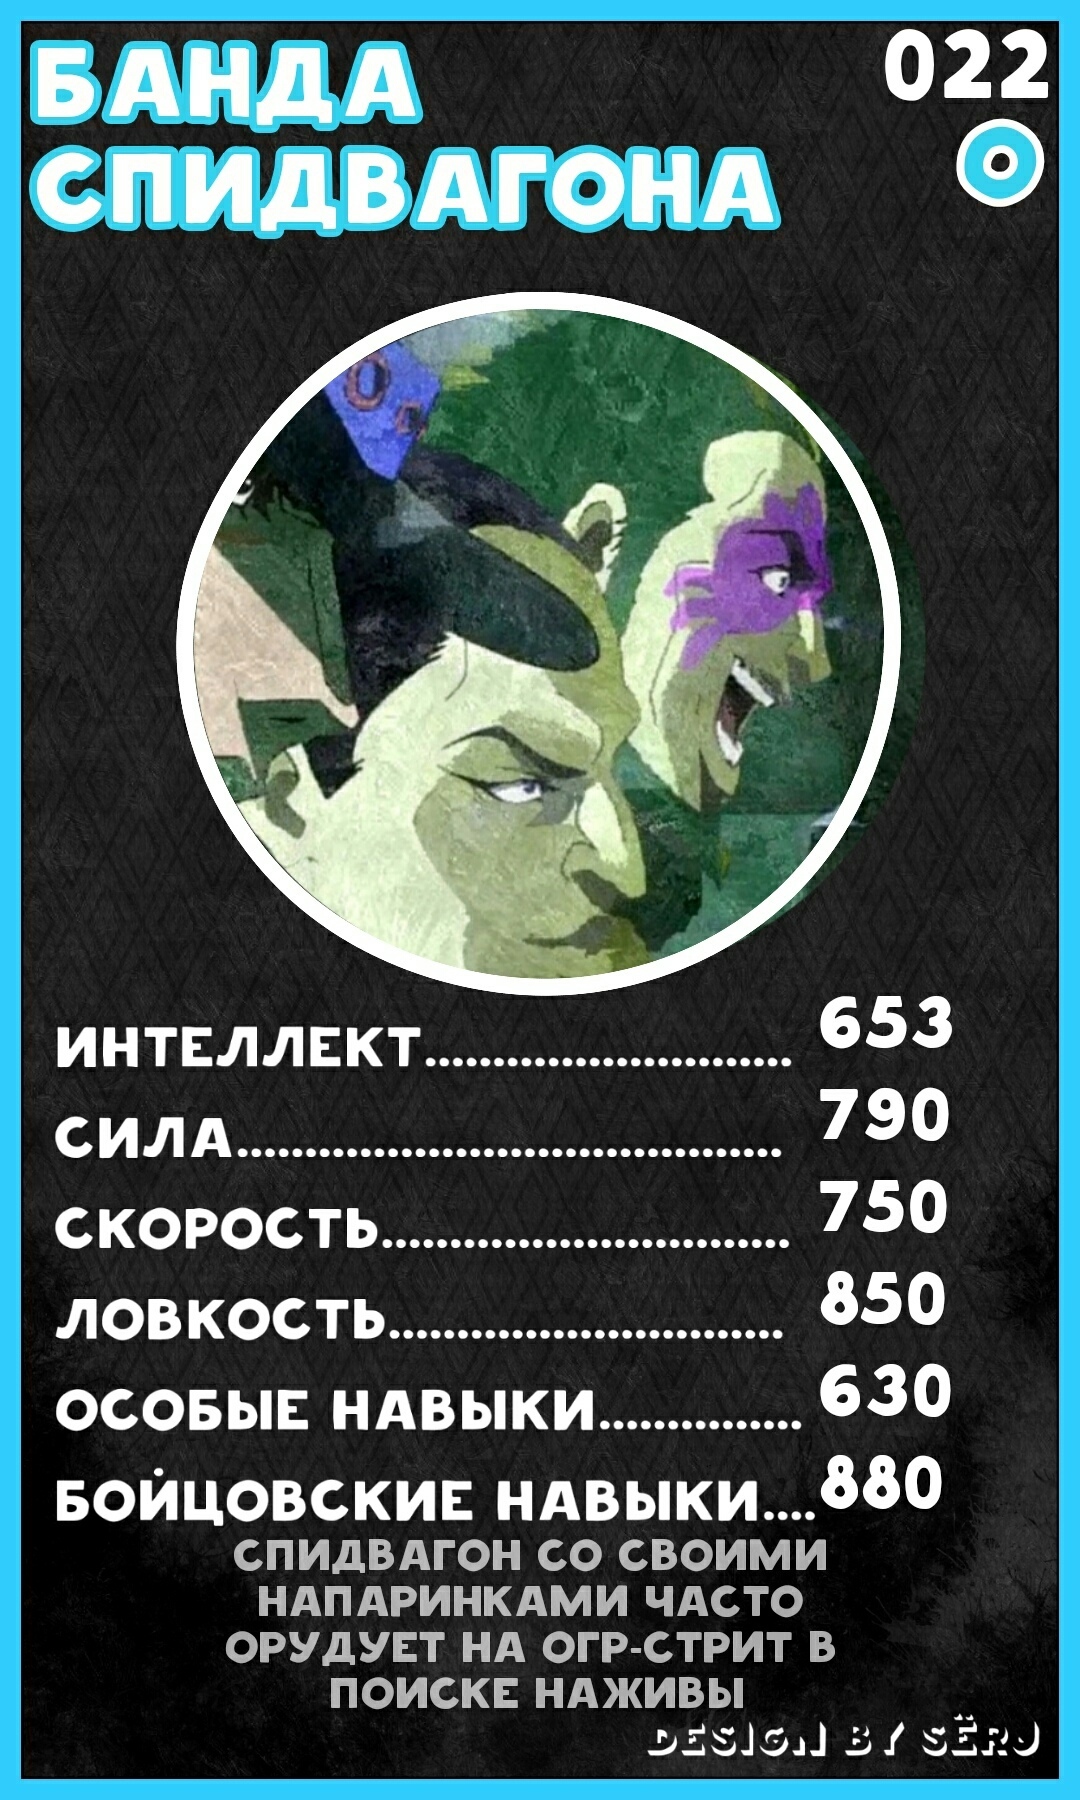 БАНДА
СПИДВАГОНА
022
ИНТЕЛЛЕКТ........................... 653
СИЛА........................................ 790
СКОРОСТЬ.............................. 750
ЛОВКОСТЬ............................. 850
ОСОБЫЕ НАВЫКИ............... 630
БОЙЦОВСКИЕ НАВЫКИ.... 880
СПИДВАГОН СО СВОИМИ
НАПАРИНКАМИ ЧАСТО
ОРУДУЕТ НА ОГР-СТРИТ В
ПОИСКЕ НАЖИВЫ
DESIGN BY SЁRJ